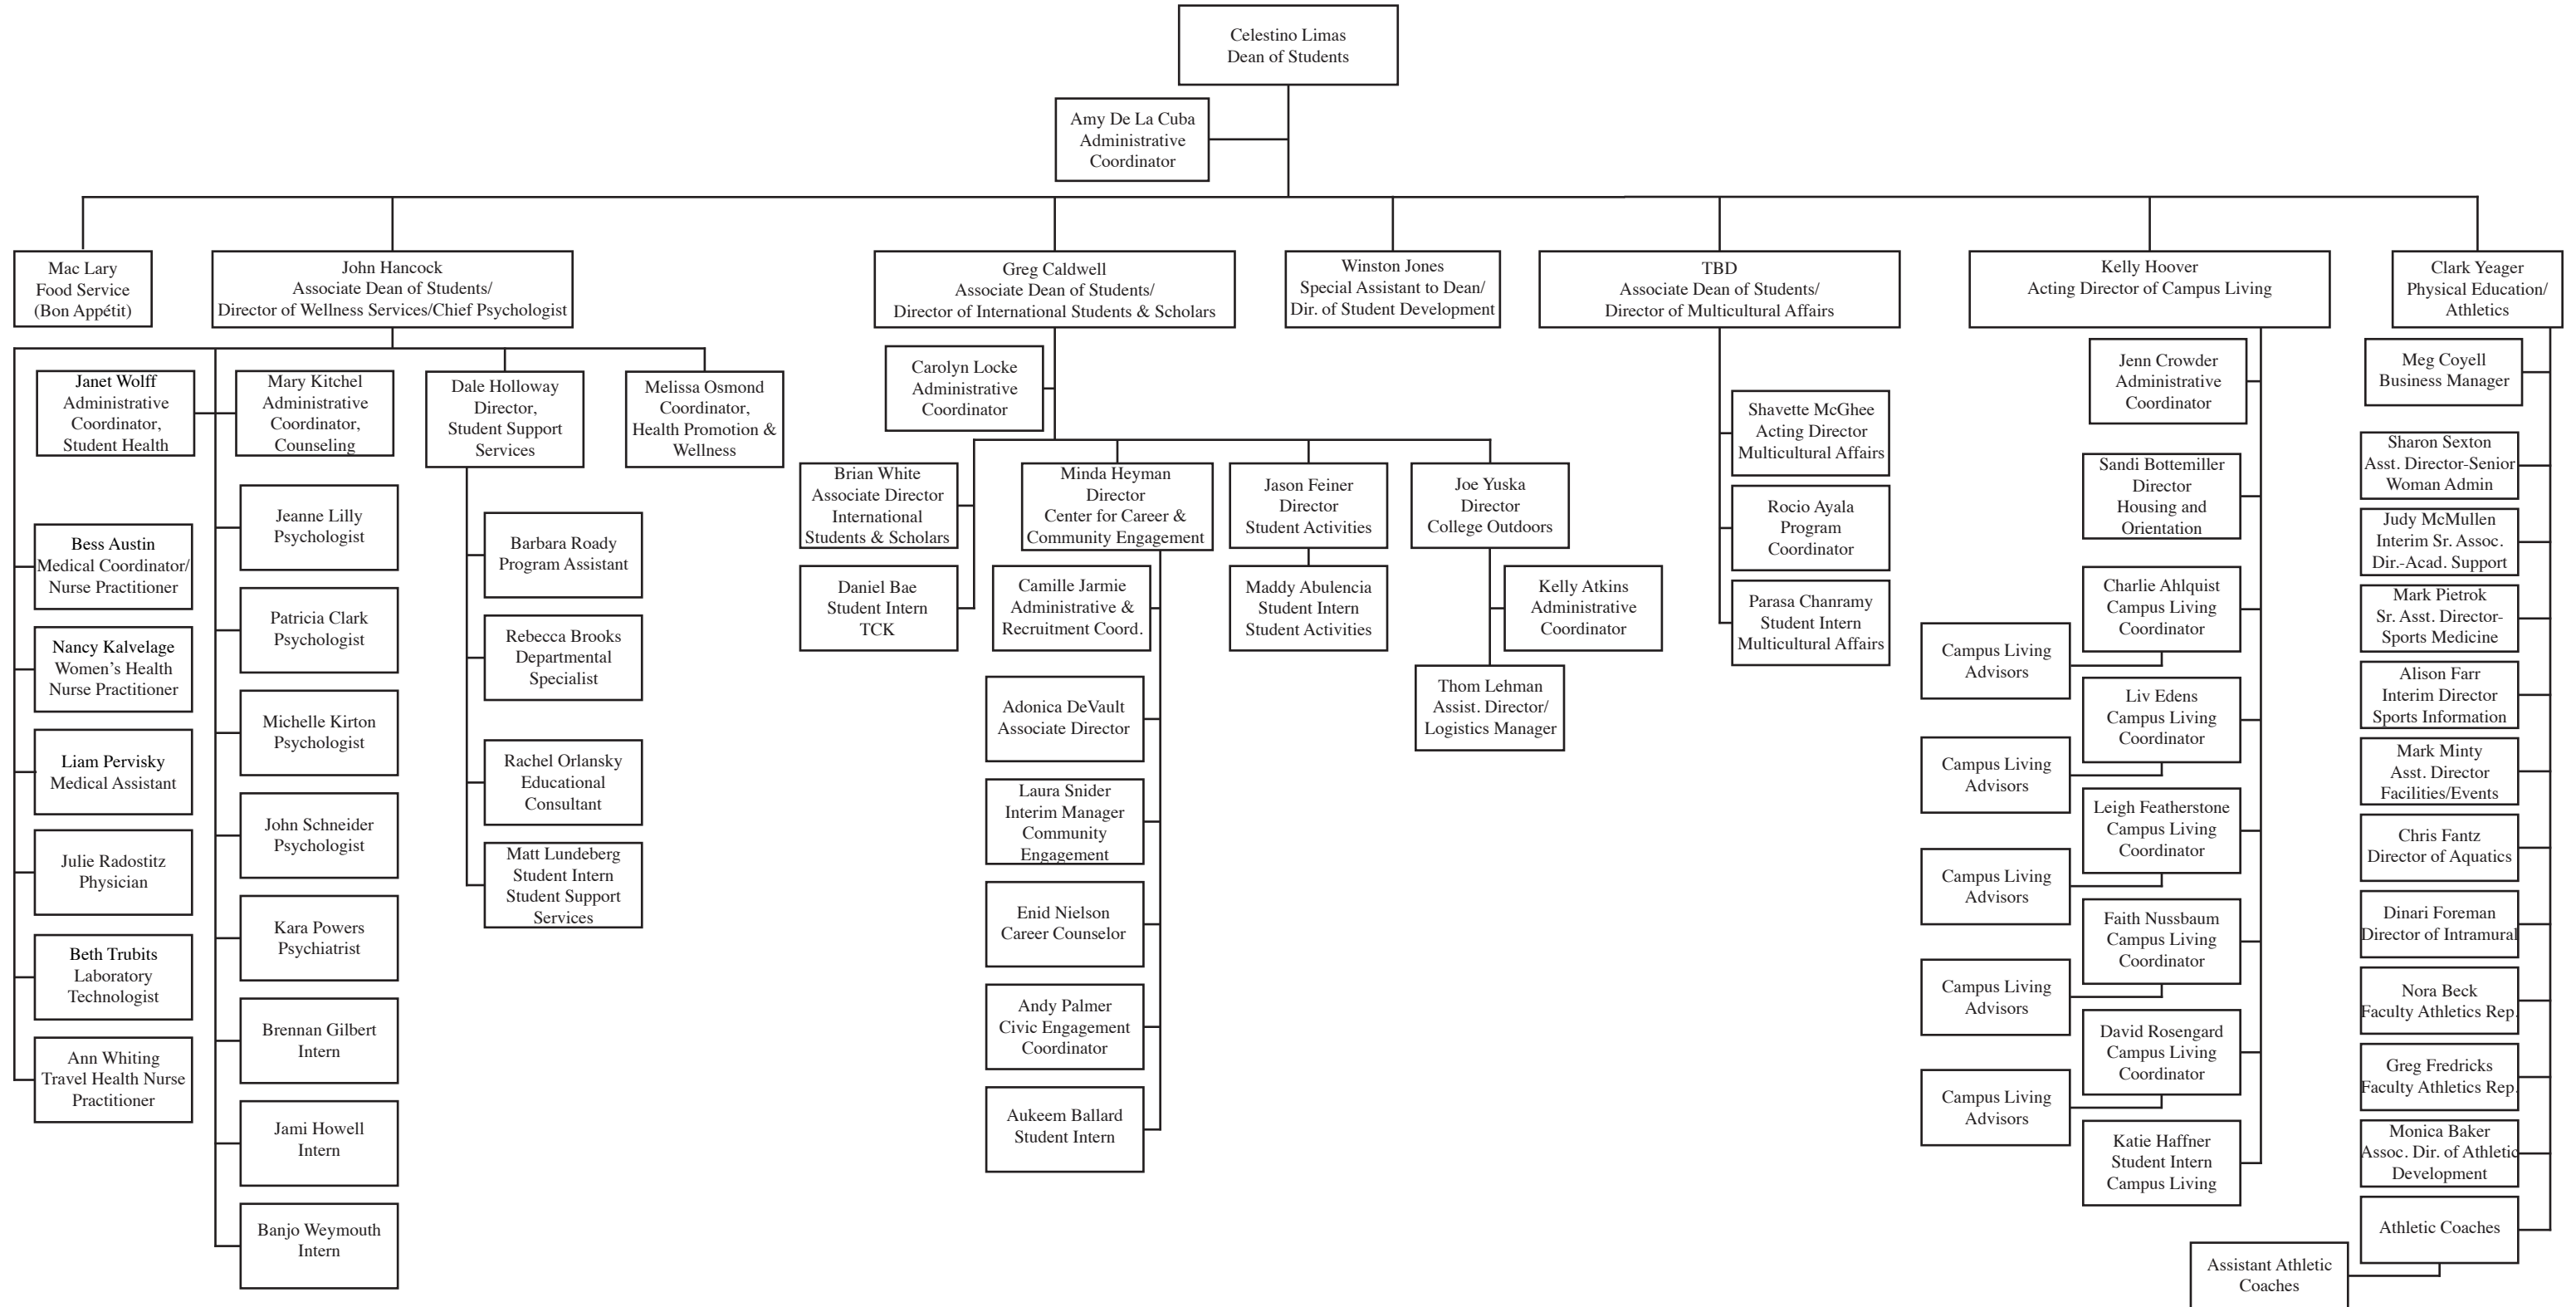 Celestino Limas
Dean of Students
Amy De La Cuba
Administrative
Coordinator
Mac Lary
Food Service
(Bon Appétit)
John Hancock
Associate Dean of Students/
Director of Wellness Services/Chief Psychologist
Greg Caldwell
Associate Dean of Students/
Director of International Students & Scholars
Winston Jones
Special Assistant to Dean/
Dir. of Student Development
TBD
Associate Dean of Students/
Director of Multicultural Affairs
Kelly Hoover
Acting Director of Campus Living
Clark Yeager
Physical Education/
Athletics
Janet Wolff
Administrative
Coordinator,
Student Health
Bess Austin
Medical Coordinator/
Nurse Practitioner
Nancy Kalvelage
Women’s Health
Nurse Practitioner
Liam Pervisky
Medical Assistant
Julie Radostitz
Physician
Beth Trubits
Laboratory
Technologist
Ann Whiting
Travel Health Nurse
Practitioner
Mary Kitchel
Administrative
Coordinator,
Counseling
Jeanne Lilly
Psychologist
Patricia Clark
Psychologist
Michelle Kirton
Psychologist
John Schneider
Psychologist
Kara Powers
Psychiatrist
Brennan Gilbert
Intern
Jami Howell
Intern
Banjo Weymouth
Intern
Dale Holloway
Director,
Student Support
Services
Barbara Roady
Program Assistant
Rebecca Brooks
Departmental
Specialist
Rachel Orlansky
Educational
Consultant
Matt Lundeberg
Student Intern
Student Support
Services
Melissa Osmond
Coordinator,
Health Promotion &
Wellness
Carolyn Locke
Administrative
Coordinator
Brian White
Associate Director
International
Students & Scholars
Daniel Bae
Student Intern
TCK
Minda Heyman
Director
Center for Career &
Community Engagement
Camille Jarmie
Administrative &
Recruitment Coord.
Adonica DeVault
Associate Director
Laura Snider
Interim Manager
Community
Engagement
Enid Nielson
Career Counselor
Andy Palmer
Civic Engagement
Coordinator
Aukeem Ballard
Student Intern
Jason Feiner
Director
Student Activities
Maddy Abulencia
Student Intern
Student Activities
Joe Yuska
Director
College Outdoors
Kelly Atkins
Administrative
Coordinator
Thom Lehman
Assist. Director/
Logistics Manager
Shavette McGhee
Acting Director
Multicultural Affairs
Rocio Ayala
Program
Coordinator
Parasa Chanramy
Student Intern
Multicultural Affairs
Jenn Crowder
Administrative
Coordinator
Sandi Bottemiller
Director
Housing and
Orientation
Charlie Ahlquist
Campus Living
Coordinator
Campus Living
Advisors
Liv Edens
Campus Living
Coordinator
Campus Living
Advisors
Leigh Featherstone
Campus Living
Coordinator
Campus Living
Advisors
Faith Nussbaum
Campus Living
Coordinator
Campus Living
Advisors
David Rosengard
Campus Living
Coordinator
Campus Living
Advisors
Katie Haffner
Student Intern
Campus Living
Meg Coyell
Business Manager
Sharon Sexton
Asst. Director-Senior
Woman Admin
Judy McMullen
Interim Sr. Assoc.
Dir.-Acad. Support
Mark Pietrok
Sr. Asst. Director-
Sports Medicine
Alison Farr
Interim Director
Sports Information
Mark Minty
Asst. Director
Facilities/Events
Chris Fantz
Director of Aquatics
Dinari Foreman
Director of Intramural
Nora Beck
Faculty Athletics Rep.
Greg Fredricks
Faculty Athletics Rep.
Monica Baker
Assoc. Dir. of Athletic
Development
Athletic Coaches
Assistant Athletic
Coaches